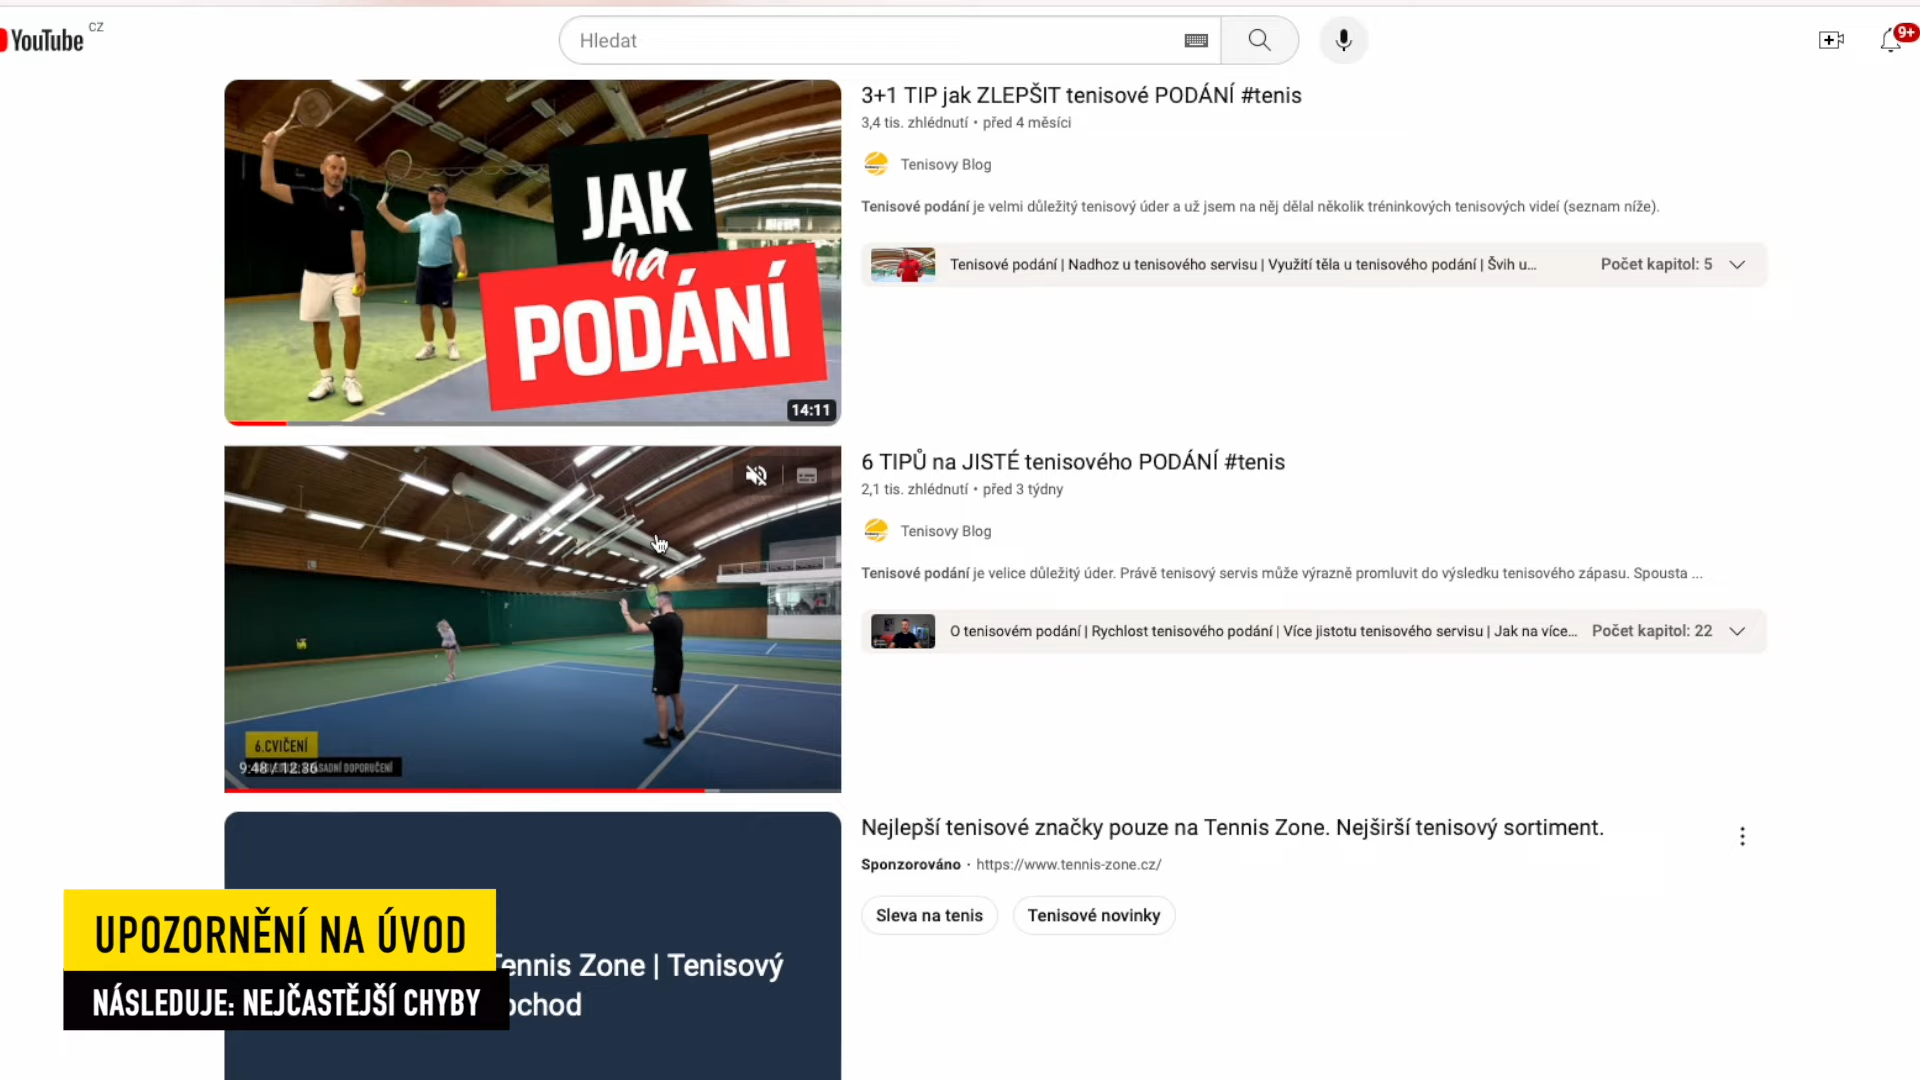 YouTube CZ
Hledat
9+
JAK
na
PODÁNÍ
14:11
3+1 TIP jak ZLEPŠIT tenisové PODÁNÍ #tenis
3,4 tis. zhlédnutí • před 4 měsíci
Tenisovy Blog
Tenisové podání je velmi důležitý tenisový úder a už jsem na něj dělal několik tréninkových tenisových videí (seznam níže).
Tenisové podání | Nadhoz u tenisového servisu | Využití těla u tenisového podání | Švih u...
Počet kapitol: 5
6.CVIČENÍ
9:48 / 12:36
DOPORUČENÍ
6 TIPŮ na JISTÉ tenisového PODÁNÍ #tenis
2,1 tis. zhlédnutí • před 3 týdny
Tenisovy Blog
Tenisové podání je velice důležitý úder. Právě tenisový servis může výrazně promluvit do výsledku tenisového zápasu. Spousta ...
O tenisovém podání | Rychlost tenisového podání | Více jistotu tenisového servisu | Jak na více...
Počet kapitol: 22
Tennis Zone | Tenisový
Nejlepší tenisové značky pouze na Tennis Zone. Nejširší tenisový sortiment.
Sponzorováno · https://www.tennis-zone.cz/
Sleva na tenis
Tenisové novinky
UPOZORNĚNÍ NA ÚVOD
NÁSLEDUJE: NEJČASTĚJŠÍ CHYBY